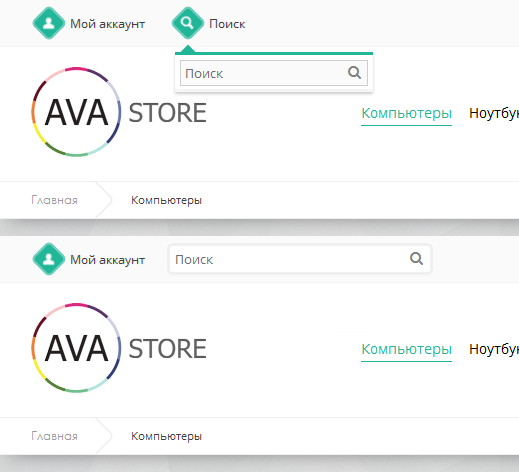 Мой аккаунт Поиск
Поиск
AVA STORE
Компьютеры Ноутбук
Главная Компьютеры
Мой аккаунт Поиск
AVA STORE
Компьютеры Ноутбук
Главная Компьютеры